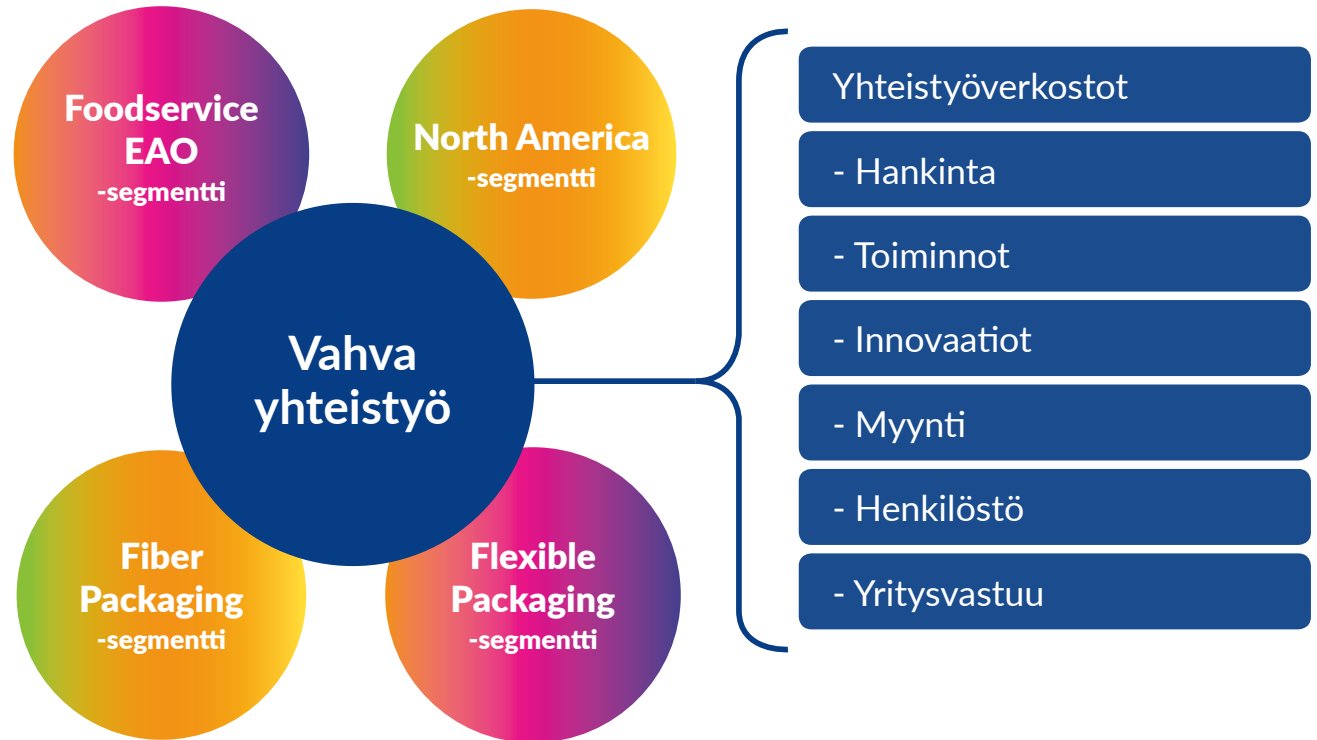 Foodservice
EAO
-segmentti
North America
-segmentti
Vahva
yhteistyö
Fiber
Packaging
-segmentti
Flexible
Packaging
-segmentti
Yhteistyöverkostot
- Hankinta
- Toiminnot
- Innovaatiot
- Myynti
- Henkilöstö
- Yritysvastuu